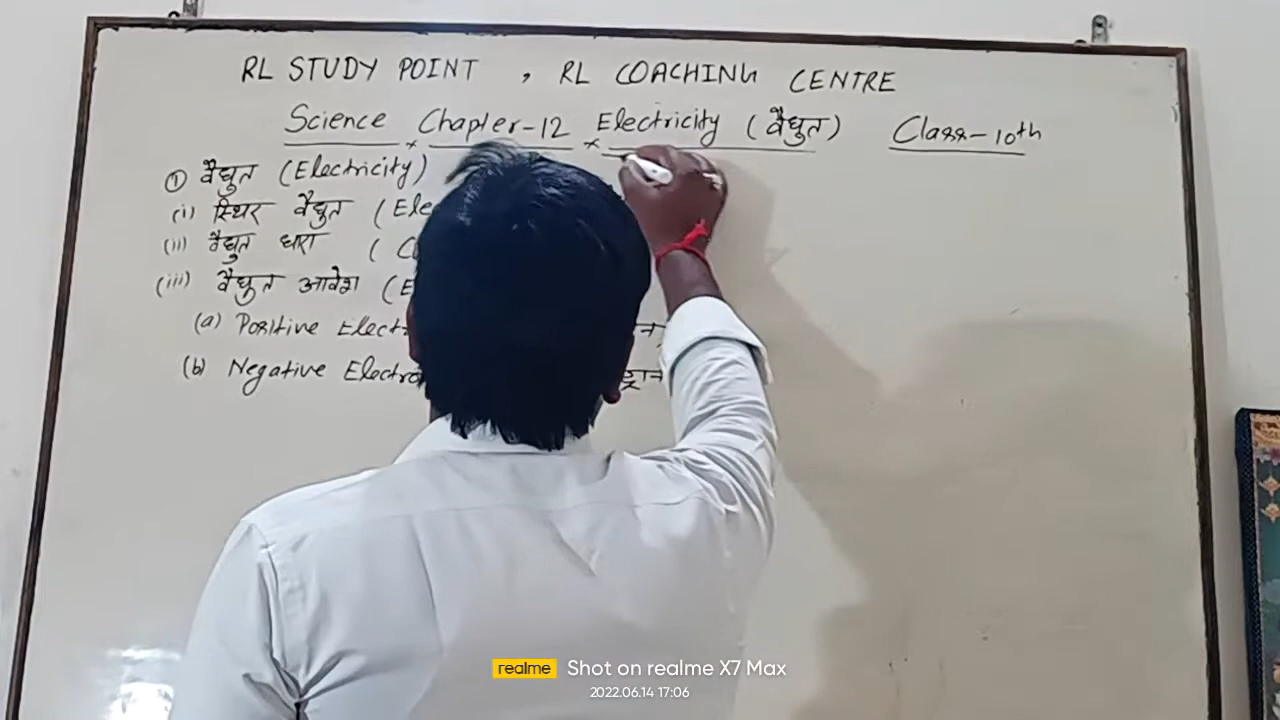 RL STUDY POINT , RL COACHING CENTRE
Science × Chapter-12 × Electricity (वैद्युत) Class-10th
① वैद्युत (Electricity)
(i) स्थिर वैद्युत (Ele
(ii) वैद्युत धारा (
(iii) वैद्युत आवेश (E
(a) Positive Elect
(b) Negative Electro
realme Shot on realme X7 Max
2022.06.14 17:06